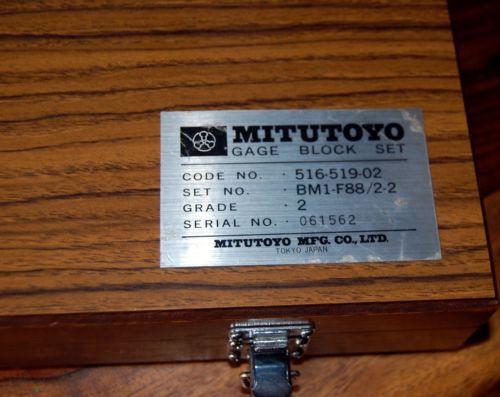 MITUTOYO
GAGE BLOCK SET
CODE NO. · 516-519-02
SET NO. · BM1-F88/2-2
GRADE · 2
SERIAL NO. · 061562
MITUTOYO MFG. CO., LTD.
TOKYO JAPAN